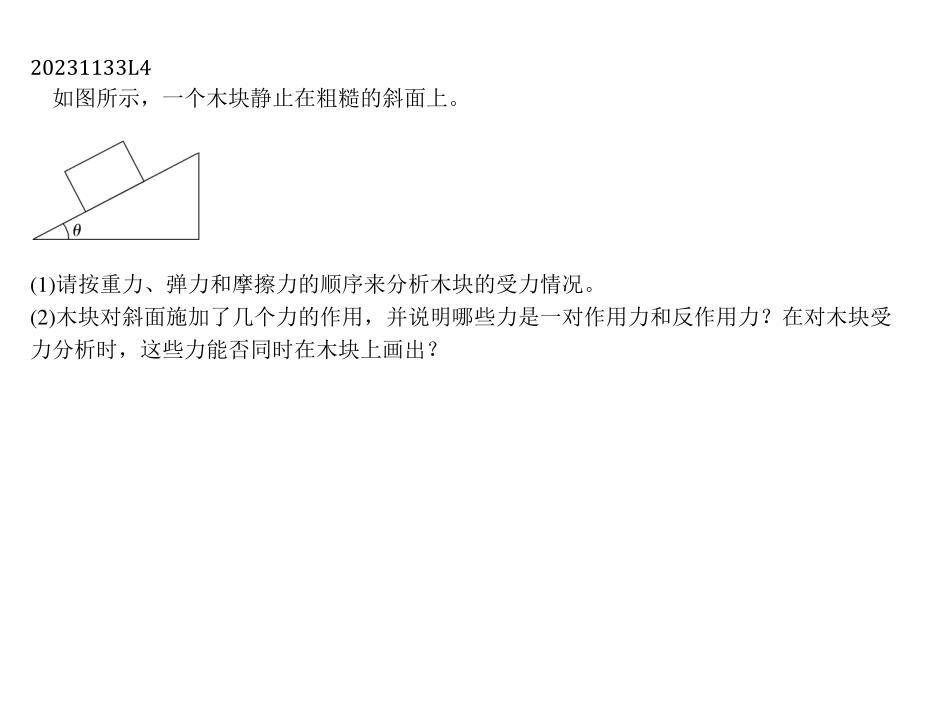 20231133L4
如图所示，一个木块静止在粗糙的斜面上。
θ
(1)请按重力、弹力和摩擦力的顺序来分析木块的受力情况。
(2)木块对斜面施加了几个力的作用，并说明哪些力是一对作用力和反作用力？在对木块受
力分析时，这些力能否同时在木块上画出？